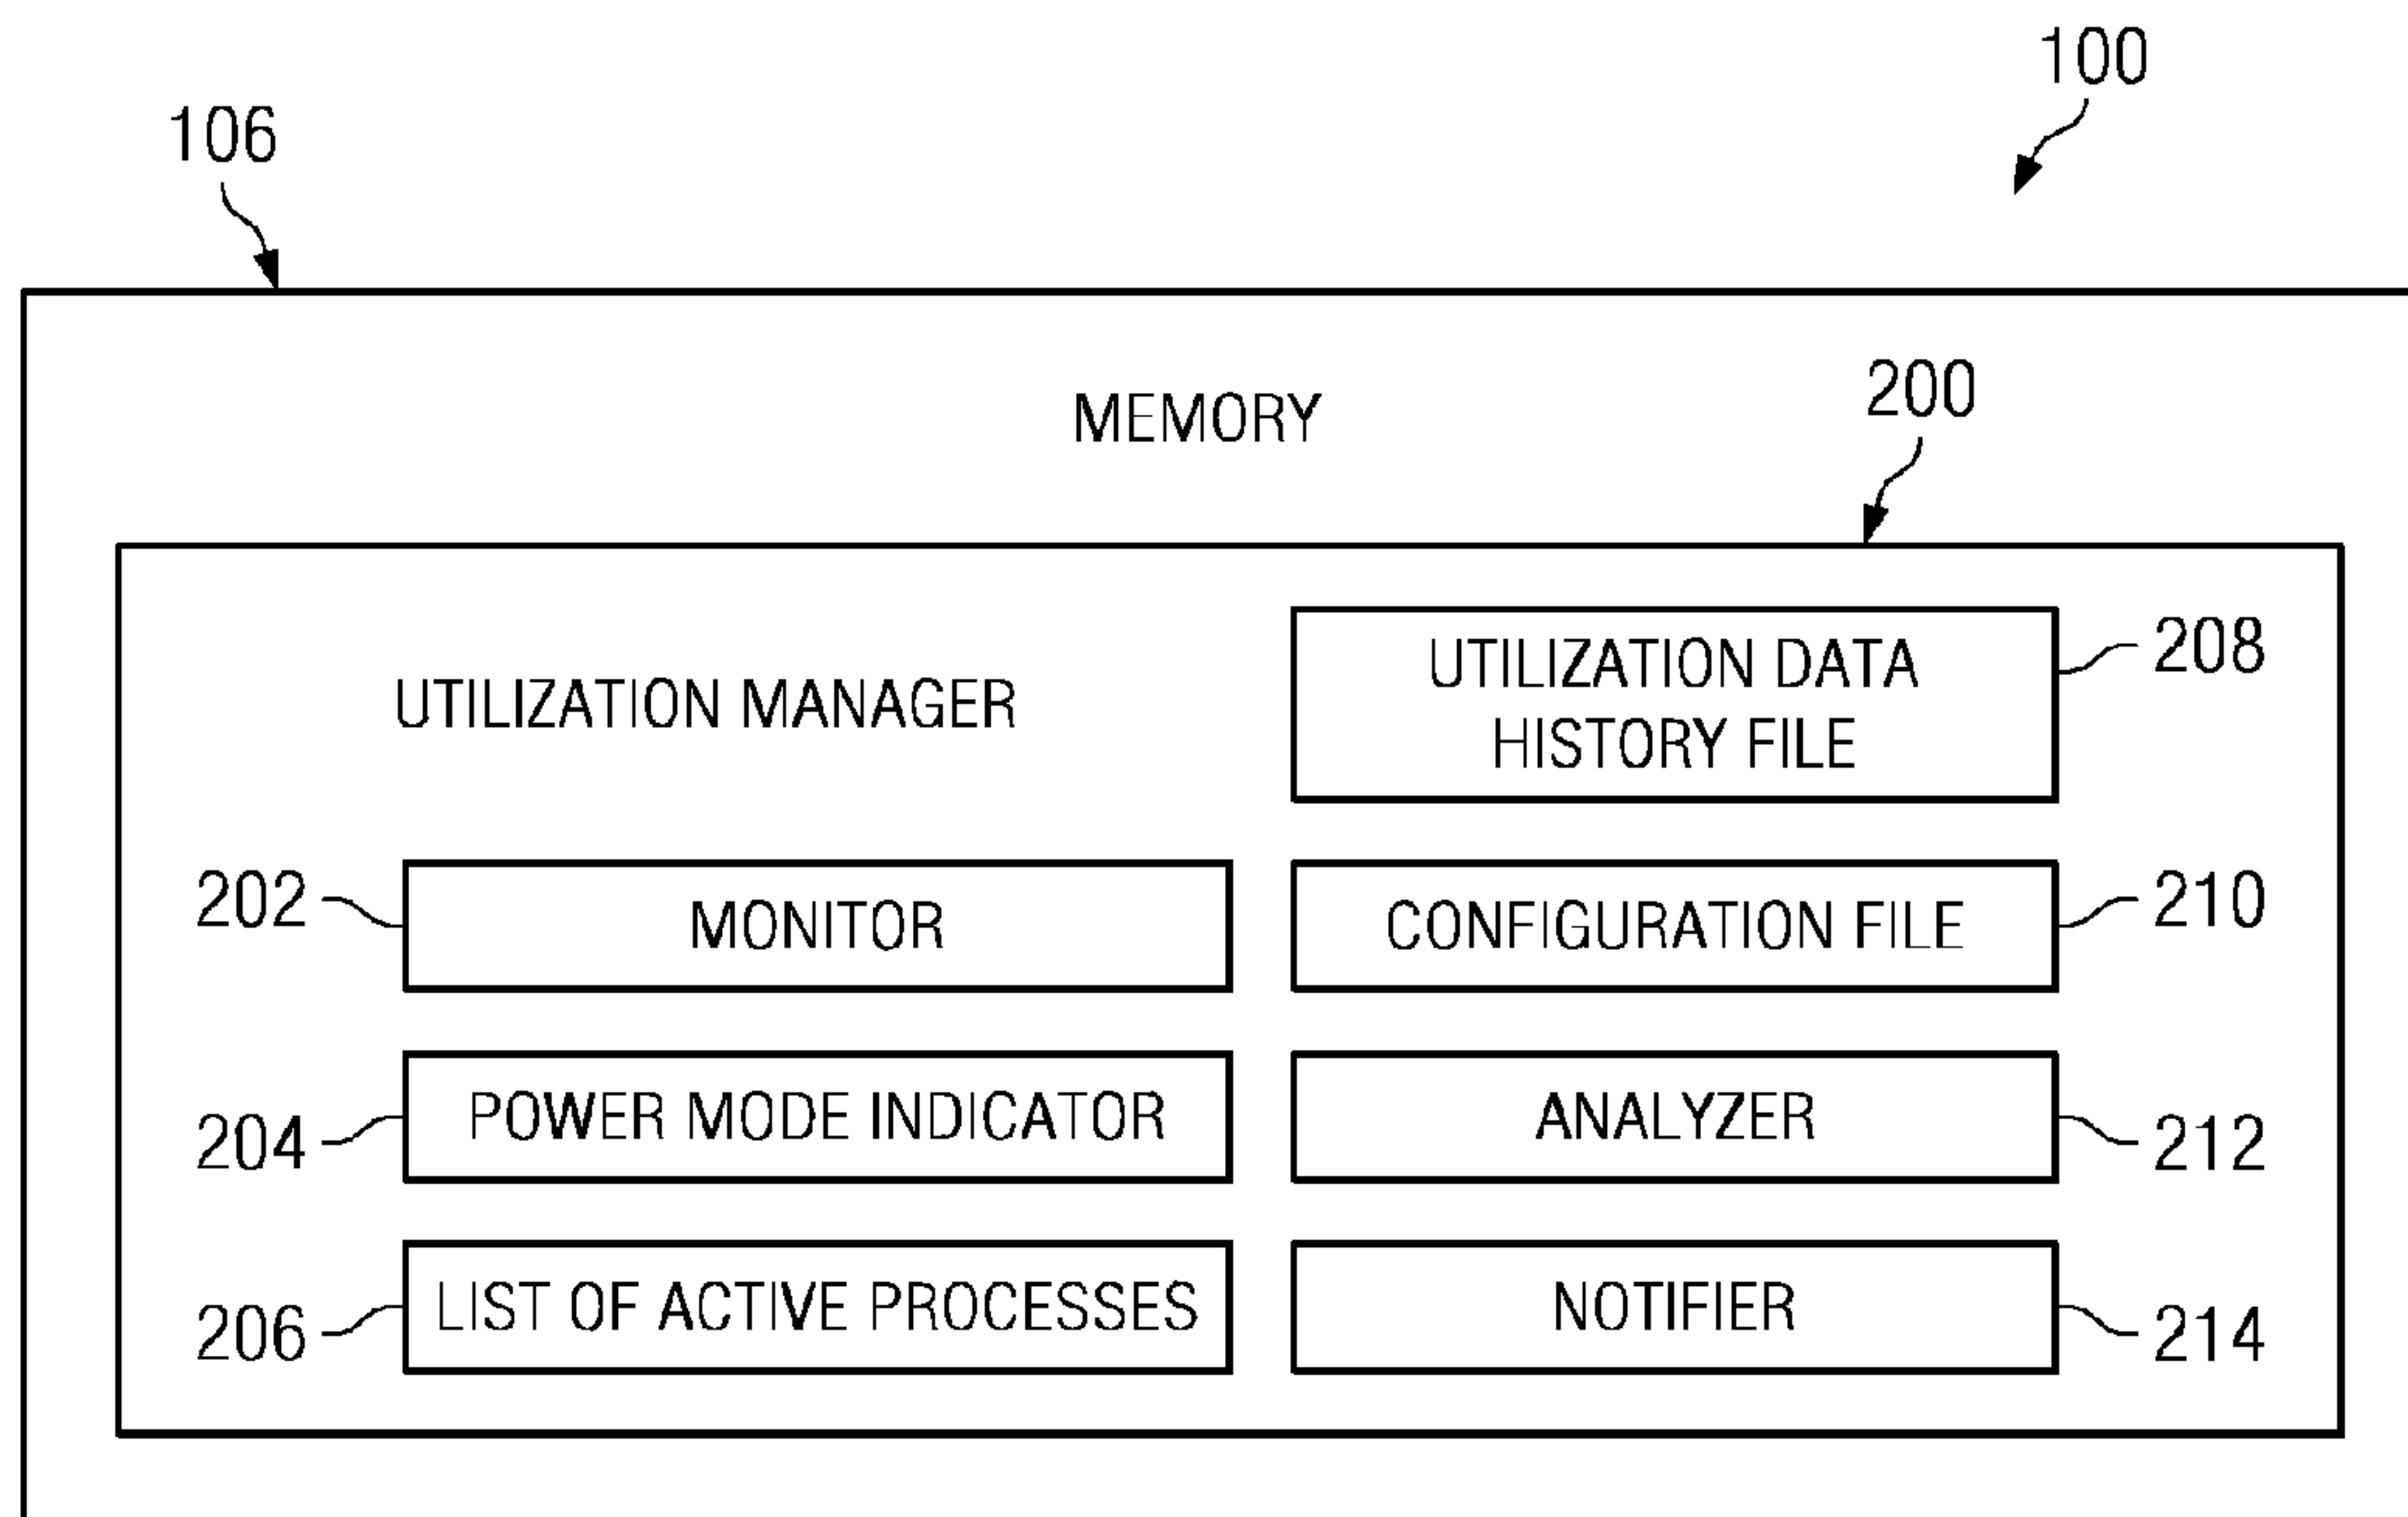 100
106
MEMORY
200
UTILIZATION MANAGER
UTILIZATION DATA
HISTORY FILE
208
202
MONITOR
CONFIGURATION FILE
210
204
POWER MODE INDICATOR
ANALYZER
212
206
LIST OF ACTIVE PROCESSES
NOTIFIER
214